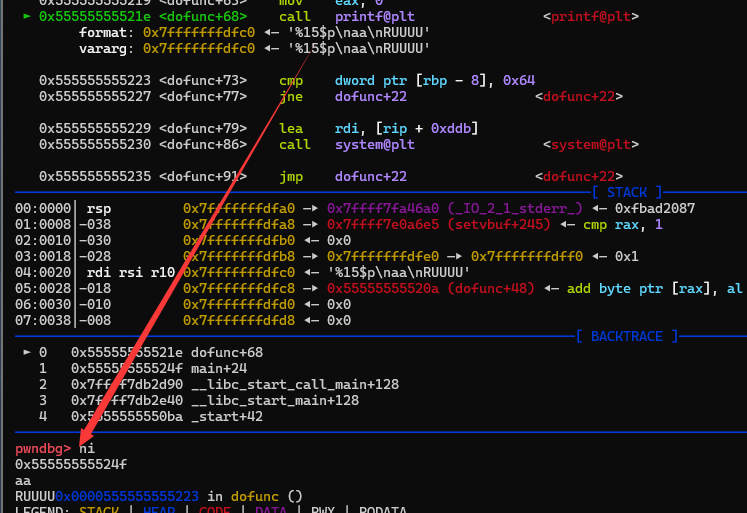 0x555555555219 <dofunc+63> mov eax, 0
► 0x55555555521e <dofunc+68> call printf@plt <printf@plt>
format: 0x7fffffffdfc0 ◂— '%15$p\naa\nRUUUU'
vararg: 0x7fffffffdfc0 ◂— '%15$p\naa\nRUUUU'
0x555555555223 <dofunc+73> cmp dword ptr [rbp - 8], 0x64
0x555555555227 <dofunc+77> jne dofunc+22 <dofunc+22>
0x555555555229 <dofunc+79> lea rdi, [rip + 0xddb]
0x555555555230 <dofunc+86> call system@plt <system@plt>
0x555555555235 <dofunc+91> jmp dofunc+22 <dofunc+22>
[ STACK ]
00:0000│ rsp 0x7fffffffdfa0 —▸ 0x7ffff7fa46a0 (_IO_2_1_stderr_) ◂— 0xfbad2087
01:0008│-038 0x7fffffffdfa8 —▸ 0x7ffff7e0a6e5 (setvbuf+245) ◂— cmp rax, 1
02:0010│-030 0x7fffffffdfb0 ◂— 0x0
03:0018│-028 0x7fffffffdfb8 —▸ 0x7fffffffdfe0 —▸ 0x7fffffffdff0 ◂— 0x1
04:0020│ rdi rsi r10 0x7fffffffdfc0 ◂— '%15$p\naa\nRUUUU'
05:0028│-018 0x7fffffffdfc8 —▸ 0x55555555520a (dofunc+48) ◂— add byte ptr [rax], al
06:0030│-010 0x7fffffffdfd0 ◂— 0x0
07:0038│-008 0x7fffffffdfd8 ◂— 0x0
[ BACKTRACE ]
► 0 0x55555555521e dofunc+68
1 0x55555555524f main+24
2 0x7ffff7db2d90 __libc_start_call_main+128
3 0x7ffff7db2e40 __libc_start_main+128
4 0x5555555550ba _start+42
pwndbg> ni
0x55555555524f
aa
RUUUU0x0000555555555223 in dofunc ()
LEGEND: STACK | HEAP | CODE | DATA | RWX | RODATA